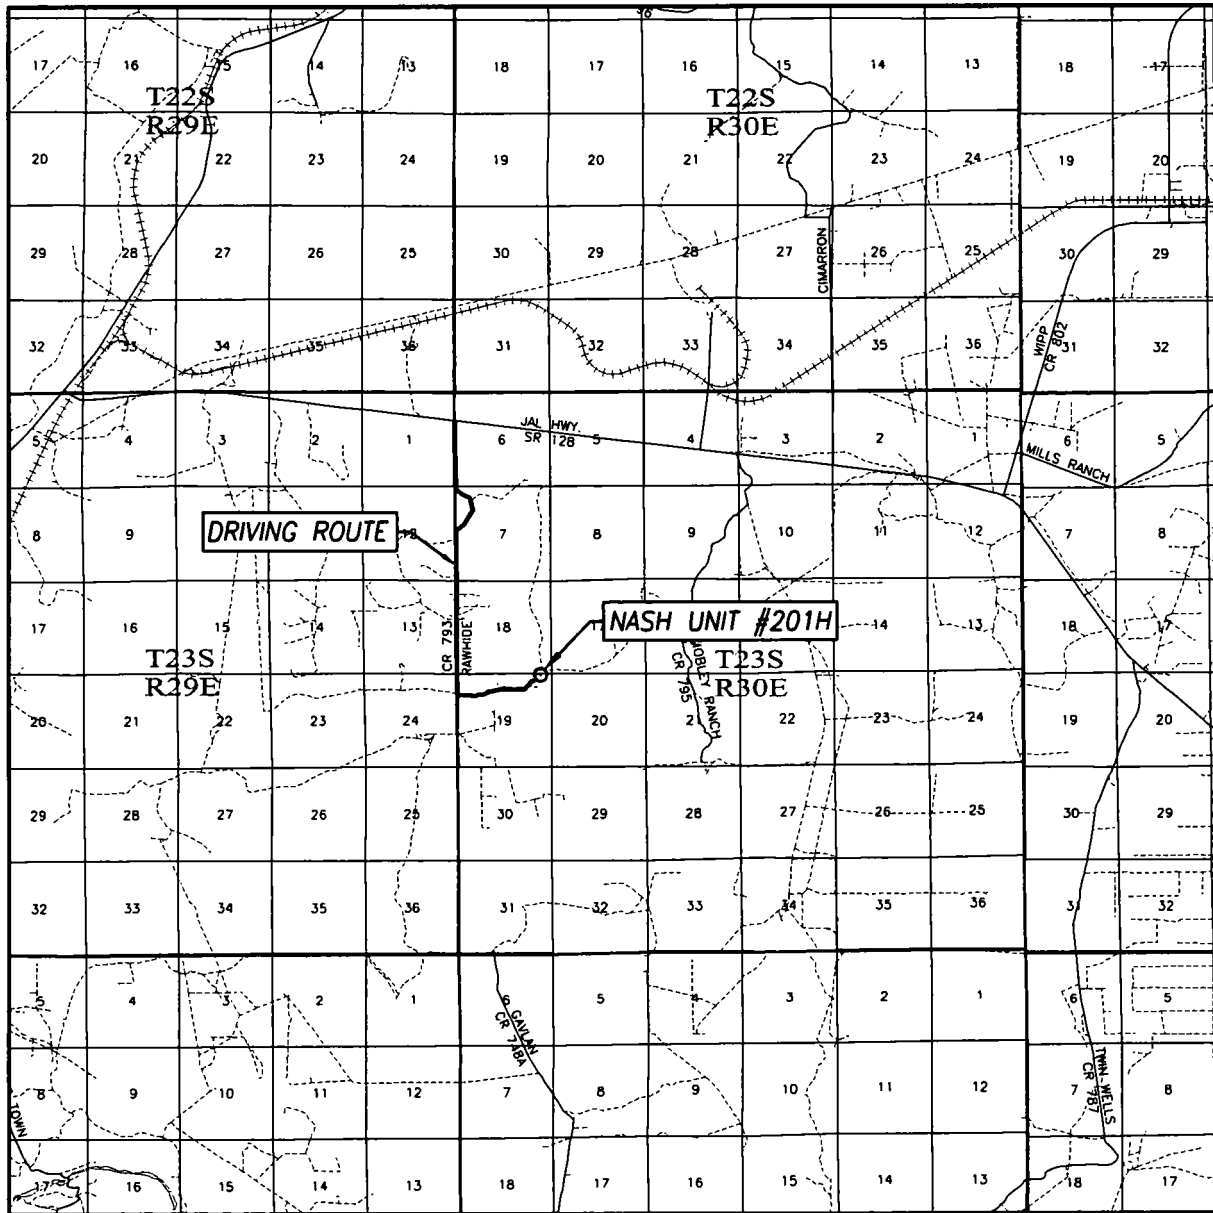 36
17 16 15 14 13 18 17 16 15 14 13 18 17
T22S
R29E
T22S
R30E
20 21 22 23 24 19 20 21 22 23 24 19 20
29 28 27 26 25 30 29 28 27 26 25 30 29
CIMARRON
32 33 34 35 36 31 32 33 34 35 36 31 32
WIPP
CR 802
5 4 3 2 1 6 5 4 3 2 1 6 5
JAL HWY.
SR 128
MILLS RANCH
8 9 12 7 8 9 10 11 12 7 8
DRIVING ROUTE
17 16 15 14 13 18 14 13 18 17
NASH UNIT #201H
CR 793
RAWHIDE
MOBLEY RANCH
CR 795
T23S
R29E
T23S
R30E
20 21 22 23 24 19 20 21 22 23 24 19 20
29 28 27 26 25 30 29 28 27 26 25 30 29
32 33 34 35 36 31 32 33 34 35 36 31 32
5 4 3 2 1 6 5 4 3 2 1 6 5
GAVLAN
CR 748A
8 9 10 11 12 7 8 9 10 11 12 7 8
TWIN-WELLS
CR 787
TOWN
17 16 15 14 13 18 17 16 15 14 13 18 17